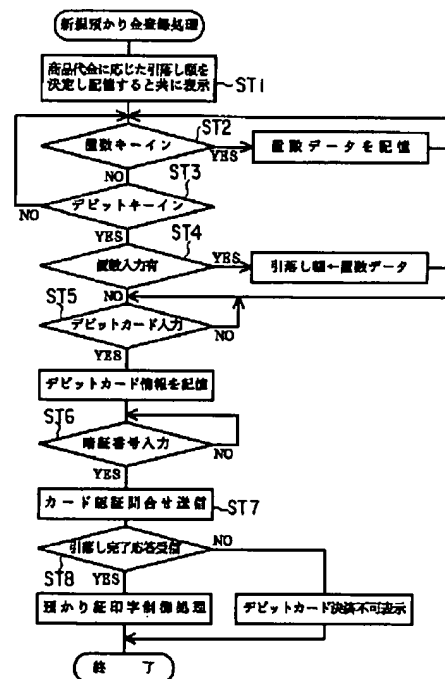 新規預かり金登録処理
商品代金に応じた引落し額を
決定し記憶すると共に表示
ST1
ST2
置数キーイン
YES
置数データを記憶
NO
ST3
NO
デビットキーイン
YES
ST4
置数入力有
YES
引落し額←置数データ
NO
ST5
デビットカード入力
NO
YES
デビットカード情報を記憶
ST6
暗証番号入力
NO
YES
カード認証問合せ送信
ST7
引落し完了応答受信
NO
ST8
YES
預かり証印字制御処理
デビットカード決済不可表示
終 了